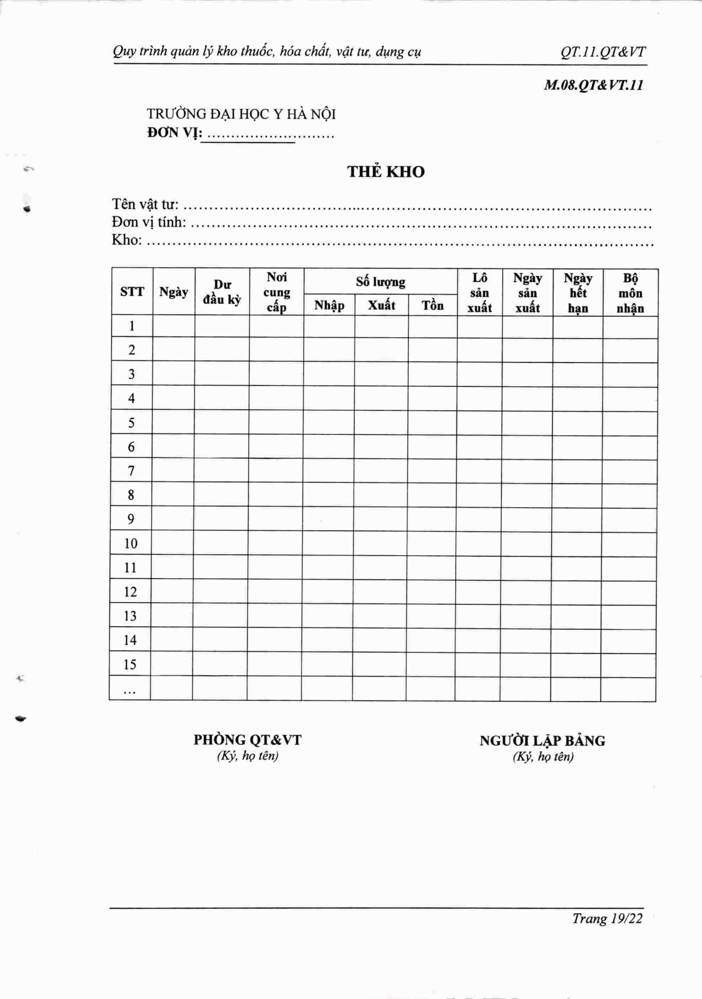 Quy trình quản lý kho thuốc, hóa chất, vật tư, dụng cụ QT.11.QT&VT
M.08.QT&VT.11
TRƯỜNG ĐẠI HỌC Y HÀ NỘI
ĐƠN VỊ: ...........................
THẺ KHO
Tên vật tư: ..........................................................................................
Đơn vị tính: .........................................................................................
Kho: ..................................................................................................
STT Ngày Dư đầu kỳ Nơi cung cấp Số lượng Lô sản xuất Ngày sản xuất Ngày hết hạn Bộ môn nhận
Nhập Xuất Tồn
1
2
3
4
5
6
7
8
9
10
11
12
13
14
15
...
PHÒNG QT&VT NGƯỜI LẬP BẢNG
(Ký, họ tên) (Ký, họ tên)
Trang 19/22